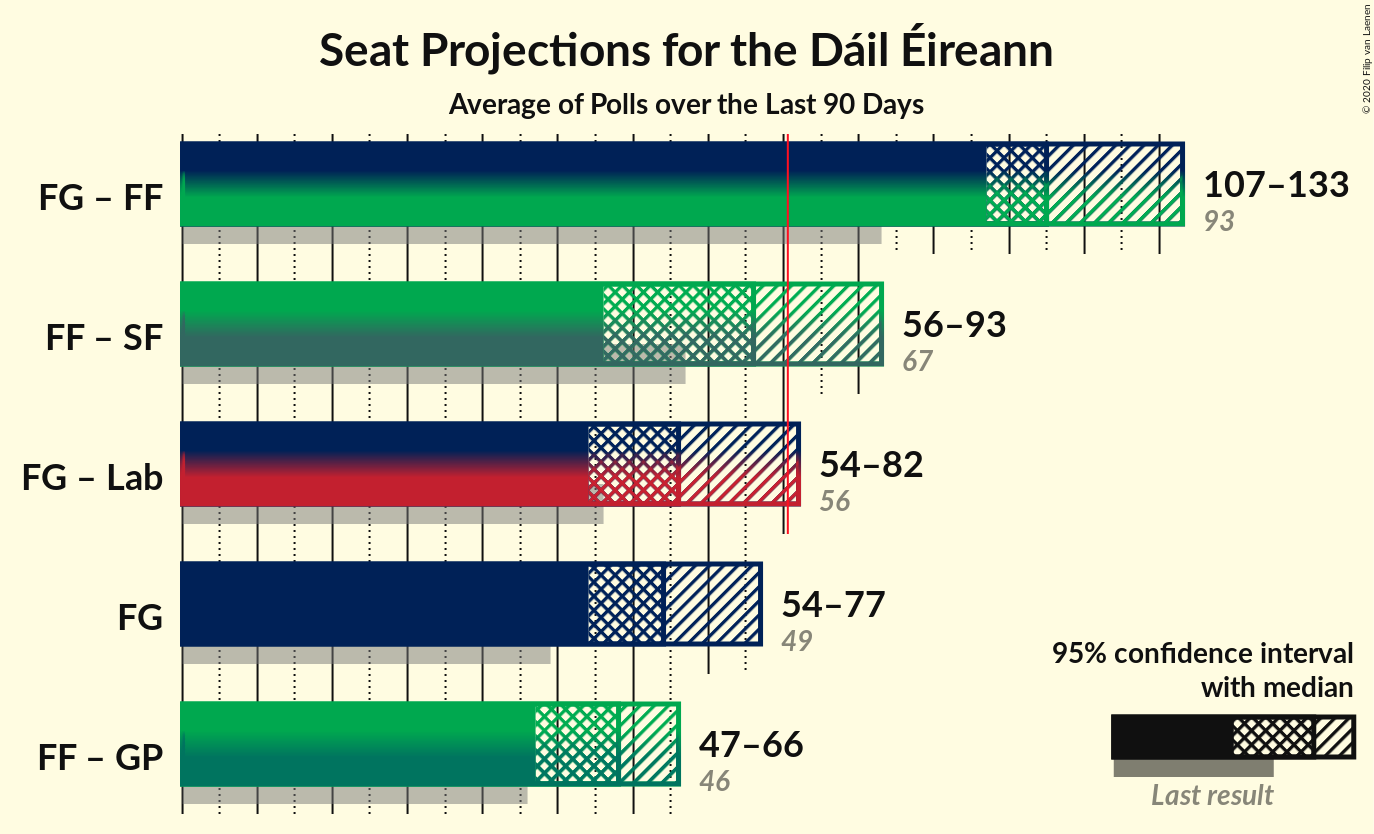 Seat Projections for the Dáil Éireann
Average of Polls over the Last 90 Days
© 2020 Filip van Laenen
FG – FF
107–133
93
FF – SF
56–93
67
FG – Lab
54–82
56
FG
54–77
49
FF – GP
47–66
46
95% confidence interval
with median
Last result